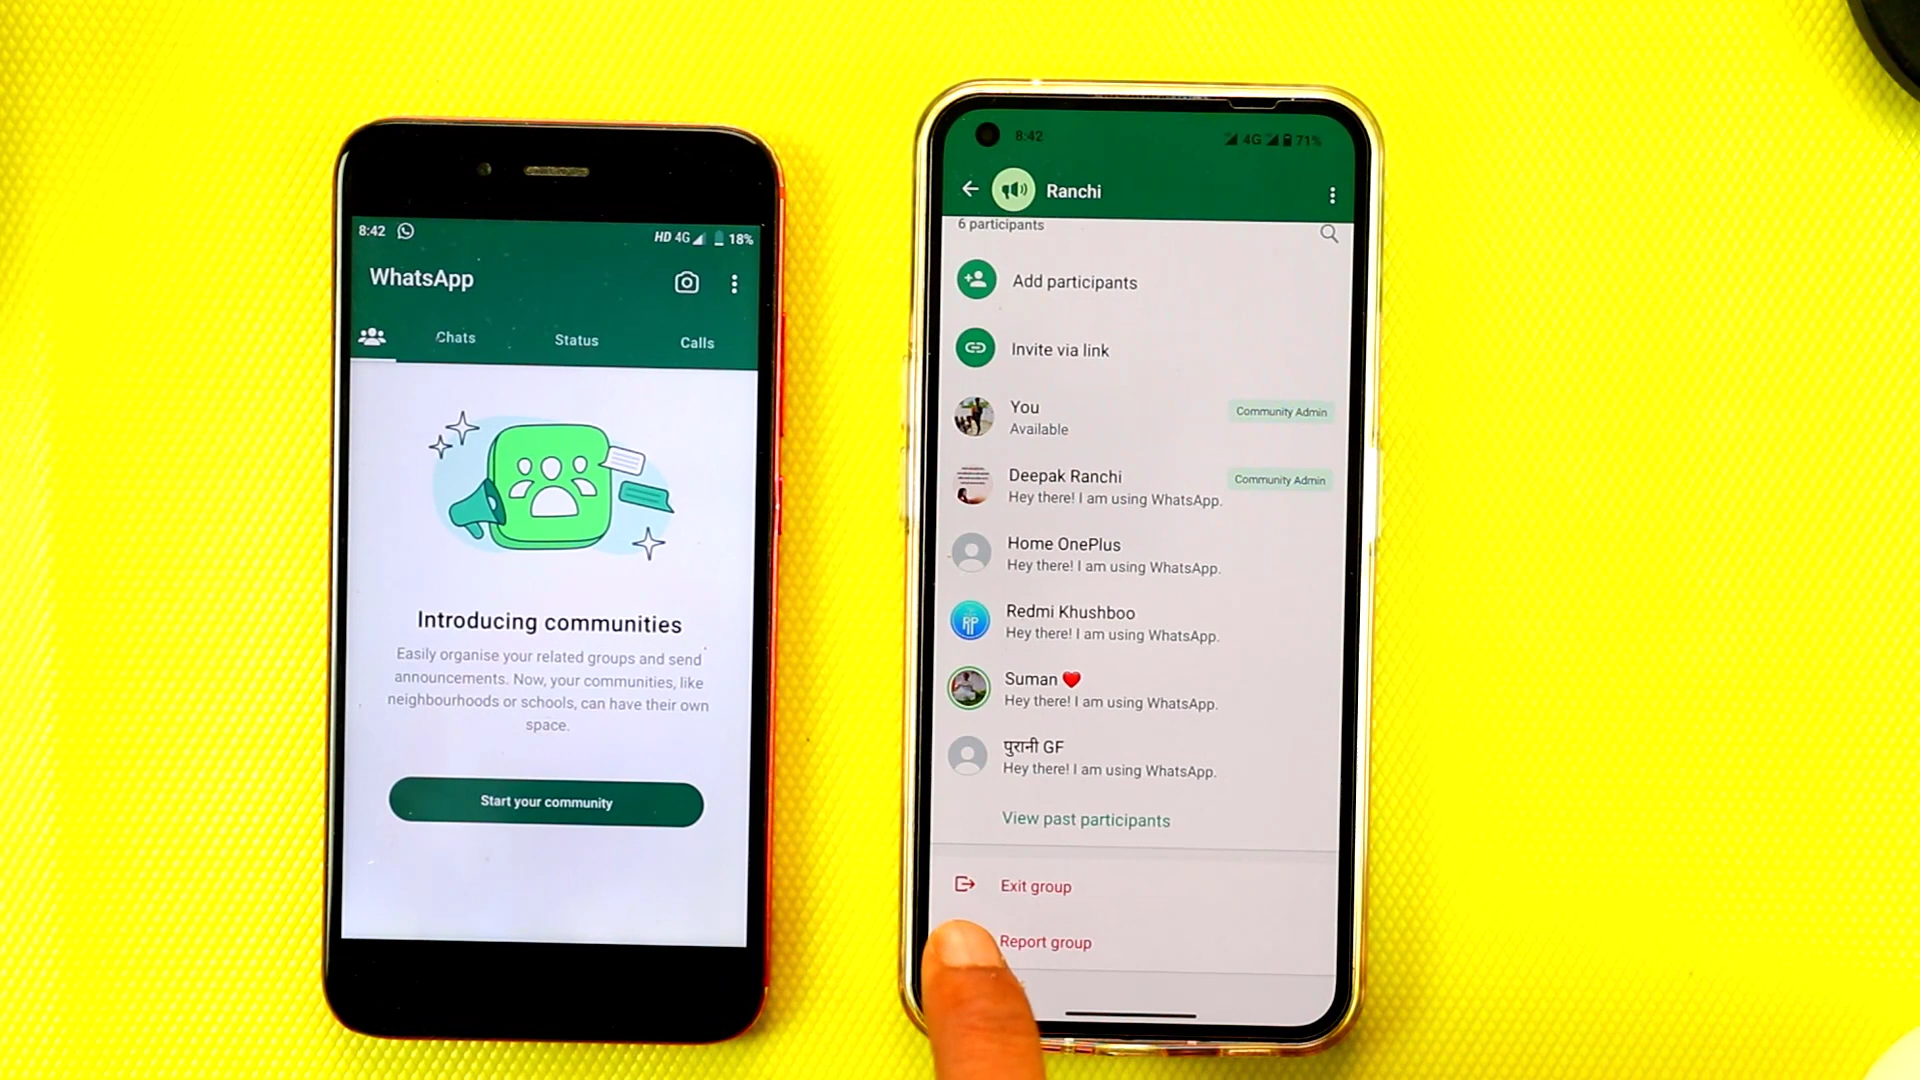 8:42
HD 4G 18%
WhatsApp
Chats Status Calls
Introducing communities
Easily organise your related groups and send
announcements. Now, your communities, like
neighbourhoods or schools, can have their own
space.
Start your community
8:42 4G 71%
Ranchi
6 participants
Add participants
Invite via link
You Community Admin
Available
Deepak Ranchi Community Admin
Hey there! I am using WhatsApp.
Home OnePlus
Hey there! I am using WhatsApp.
RP
Redmi Khushboo
Hey there! I am using WhatsApp.
Suman ❤️
Hey there! I am using WhatsApp.
पुरानी GF
Hey there! I am using WhatsApp.
View past participants
Exit group
Report group